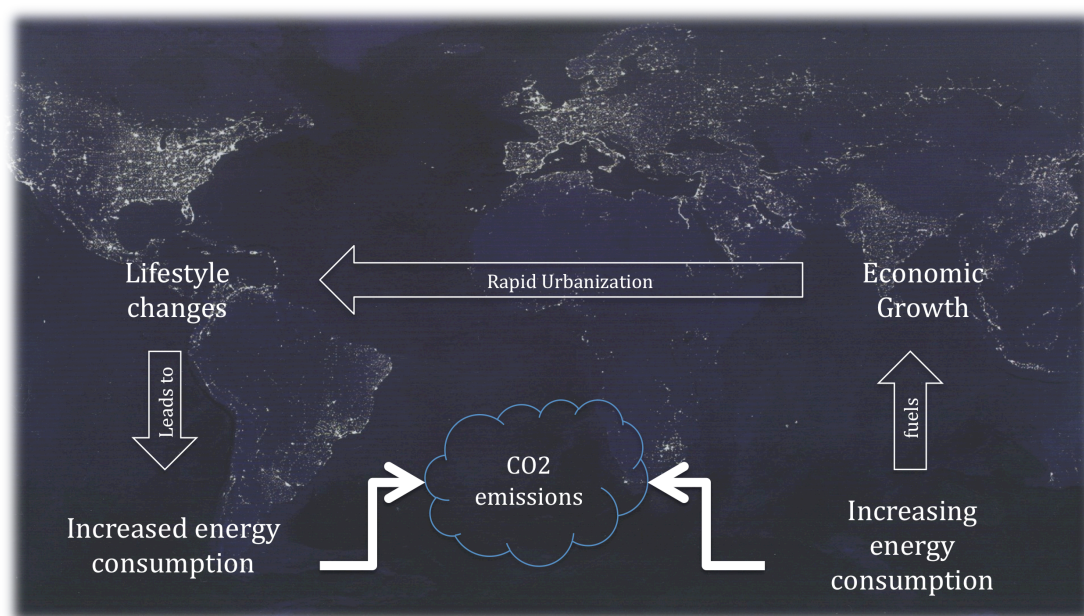 Lifestyle
changes
Rapid Urbanization
Economic
Growth
Leads to
fuels
CO2
emissions
Increased energy
consumption
Increasing
energy
consumption